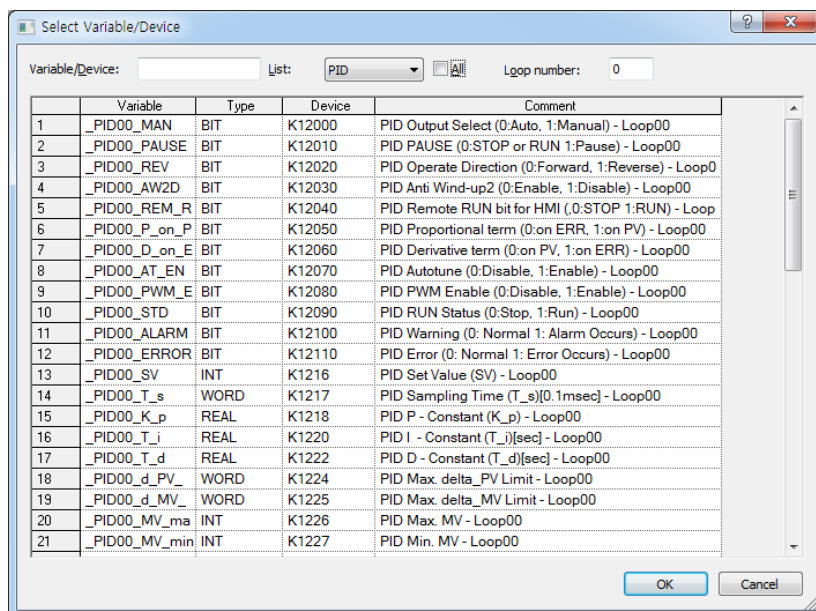 Select Variable/Device
Variable/Device: List: PID All Loop number: 0
Variable Type Device Comment
1 _PID00_MAN BIT K12000 PID Output Select (0:Auto, 1:Manual) - Loop00
2 _PID00_PAUSE BIT K12010 PID PAUSE (0:STOP or RUN 1:Pause) - Loop00
3 _PID00_REV BIT K12020 PID Operate Direction (0:Forward, 1:Reverse) - Loop0
4 _PID00_AW2D BIT K12030 PID Anti Wind-up2 (0:Enable, 1:Disable) - Loop00
5 _PID00_REM_R BIT K12040 PID Remote RUN bit for HMI (,0:STOP 1:RUN) - Loop
6 _PID00_P_on_P BIT K12050 PID Proportional term (0:on ERR, 1:on PV) - Loop00
7 _PID00_D_on_E BIT K12060 PID Derivative term (0:on PV, 1:on ERR) - Loop00
8 _PID00_AT_EN BIT K12070 PID Autotune (0:Disable, 1:Enable) - Loop00
9 _PID00_PWM_E BIT K12080 PID PWM Enable (0:Disable, 1:Enable) - Loop00
10 _PID00_STD BIT K12090 PID RUN Status (0:Stop, 1:Run) - Loop00
11 _PID00_ALARM BIT K12100 PID Warning (0: Normal 1: Alarm Occurs) - Loop00
12 _PID00_ERROR BIT K12110 PID Error (0: Normal 1: Error Occurs) - Loop00
13 _PID00_SV INT K1216 PID Set Value (SV) - Loop00
14 _PID00_T_s WORD K1217 PID Sampling Time (T_s)[0.1msec] - Loop00
15 _PID00_K_p REAL K1218 PID P - Constant (K_p) - Loop00
16 _PID00_T_i REAL K1220 PID I - Constant (T_i)[sec] - Loop00
17 _PID00_T_d REAL K1222 PID D - Constant (T_d)[sec] - Loop00
18 _PID00_d_PV_ WORD K1224 PID Max. delta_PV Limit - Loop00
19 _PID00_d_MV_ WORD K1225 PID Max. delta_MV Limit - Loop00
20 _PID00_MV_ma INT K1226 PID Max. MV - Loop00
21 _PID00_MV_min INT K1227 PID Min. MV - Loop00
OK Cancel